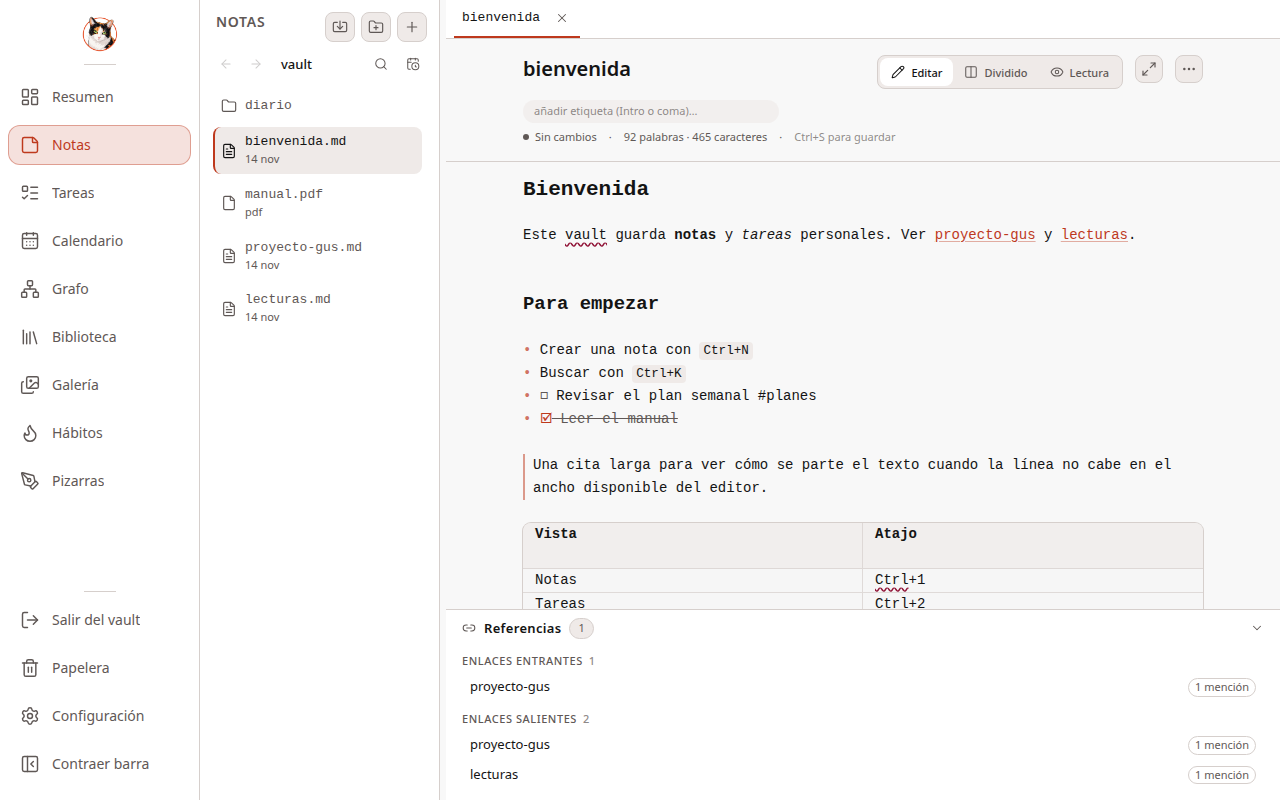 Resumen
Notas
Tareas
Calendario
Grafo
Biblioteca
Galería
Hábitos
Pizarras
Salir del vault
Papelera
Configuración
Contraer barra
NOTAS
vault
diario
bienvenida.md
14 nov
manual.pdf
pdf
proyecto-gus.md
14 nov
lecturas.md
14 nov
bienvenida
bienvenida
Editar Dividido Lectura
añadir etiqueta (Intro o coma)...
Sin cambios · 92 palabras · 465 caracteres · Ctrl+S para guardar
Bienvenida
Este vault guarda notas y tareas personales. Ver proyecto-gus y lecturas.
Para empezar
• Crear una nota con Ctrl+N
• Buscar con Ctrl+K
• ☐ Revisar el plan semanal #planes
• ☑ Leer el manual
Una cita larga para ver cómo se parte el texto cuando la línea no cabe en el
ancho disponible del editor.
Vista Atajo
Notas Ctrl+1
Tareas Ctrl+2
Referencias 1
ENLACES ENTRANTES 1
proyecto-gus 1 mención
ENLACES SALIENTES 2
proyecto-gus 1 mención
lecturas 1 mención